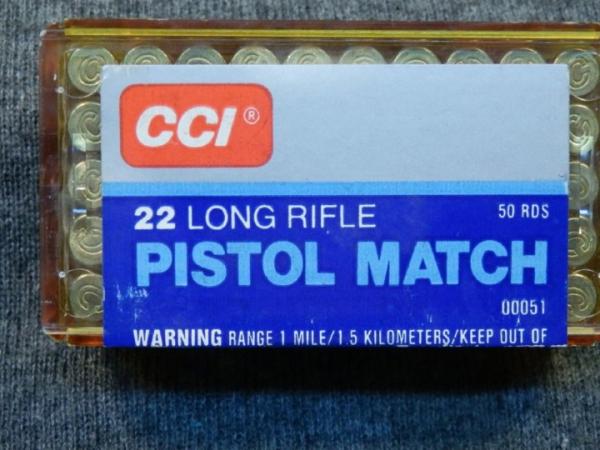 CCI®
22 LONG RIFLE
50 RDS
PISTOL MATCH
00051
WARNING RANGE 1 MILE/1.5 KILOMETERS/KEEP OUT OF